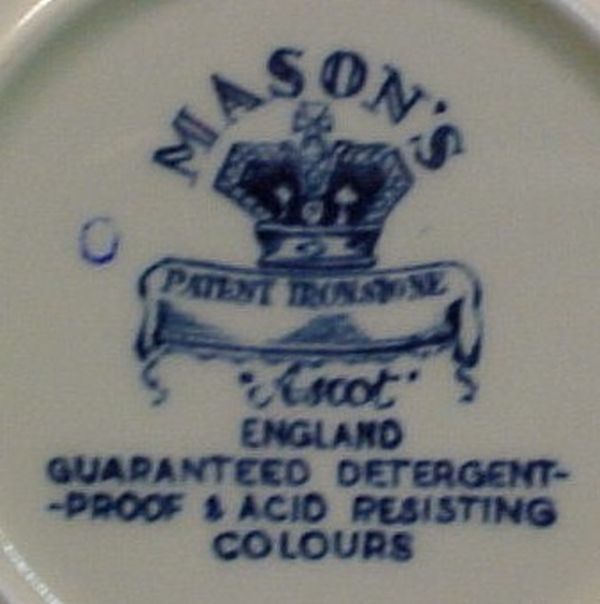 MASON'S
PATENT IRONSTONE
"Ascot"
ENGLAND
GUARANTEED DETERGENT-
-PROOF & ACID RESISTING
COLOURS